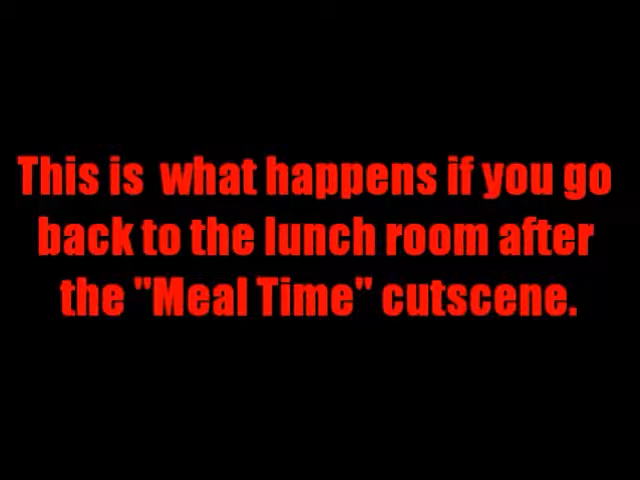 This is  what happens if you go
back to the lunch room after
the "Meal Time" cutscene.